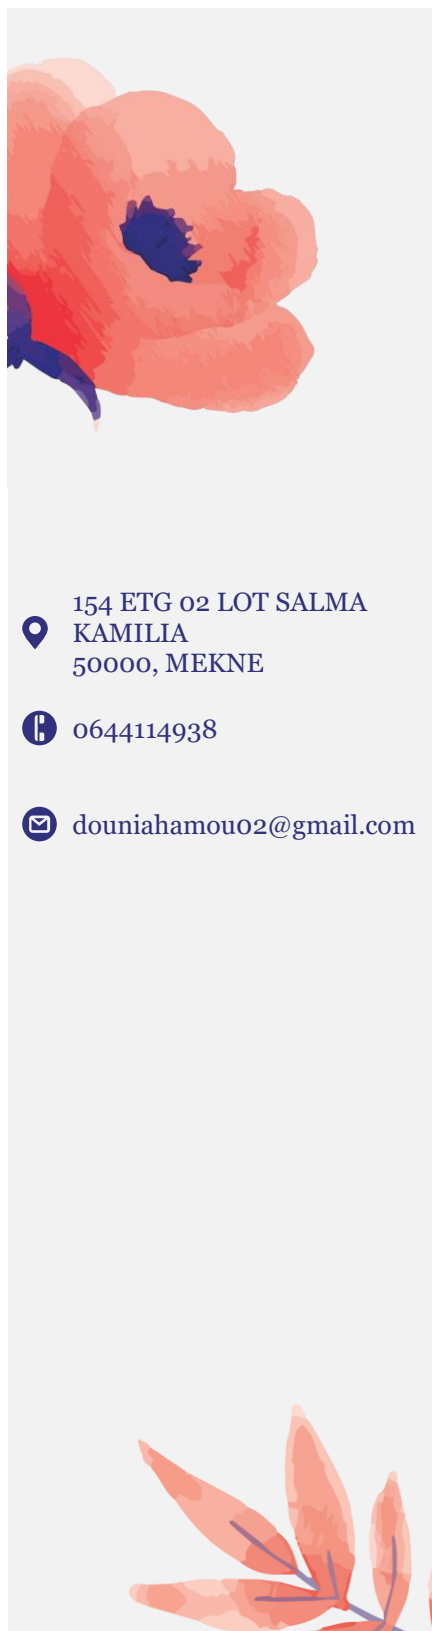 154 ETG 02 LOT SALMA
KAMILIA
50000, MEKNE
0644114938
douniahamou02@gmail.com